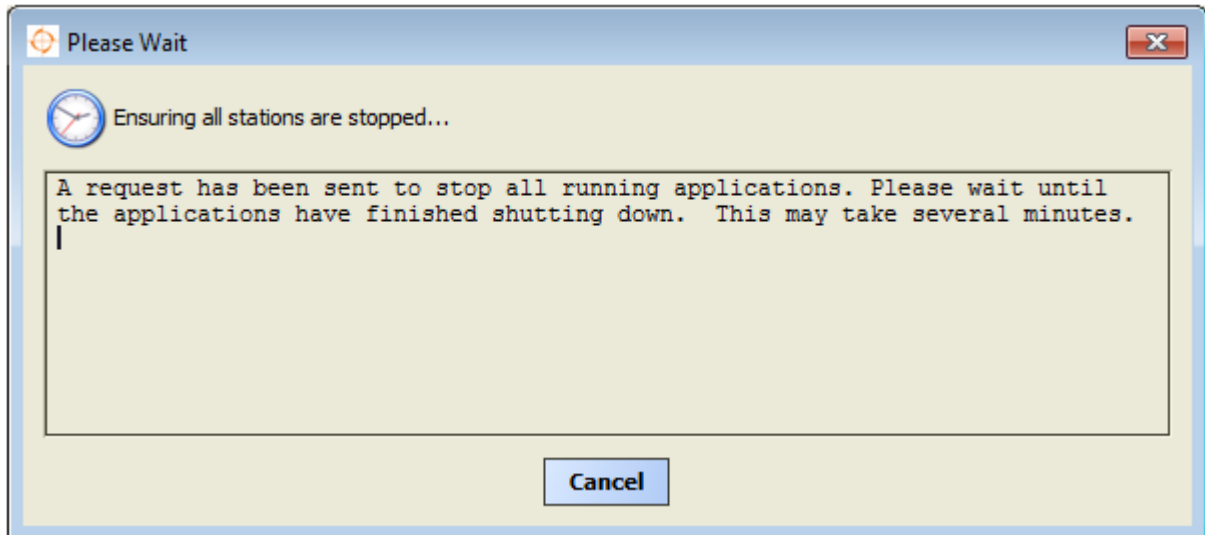 Please Wait
Ensuring all stations are stopped...
A request has been sent to stop all running applications. Please wait until
the applications have finished shutting down.  This may take several minutes.
Cancel